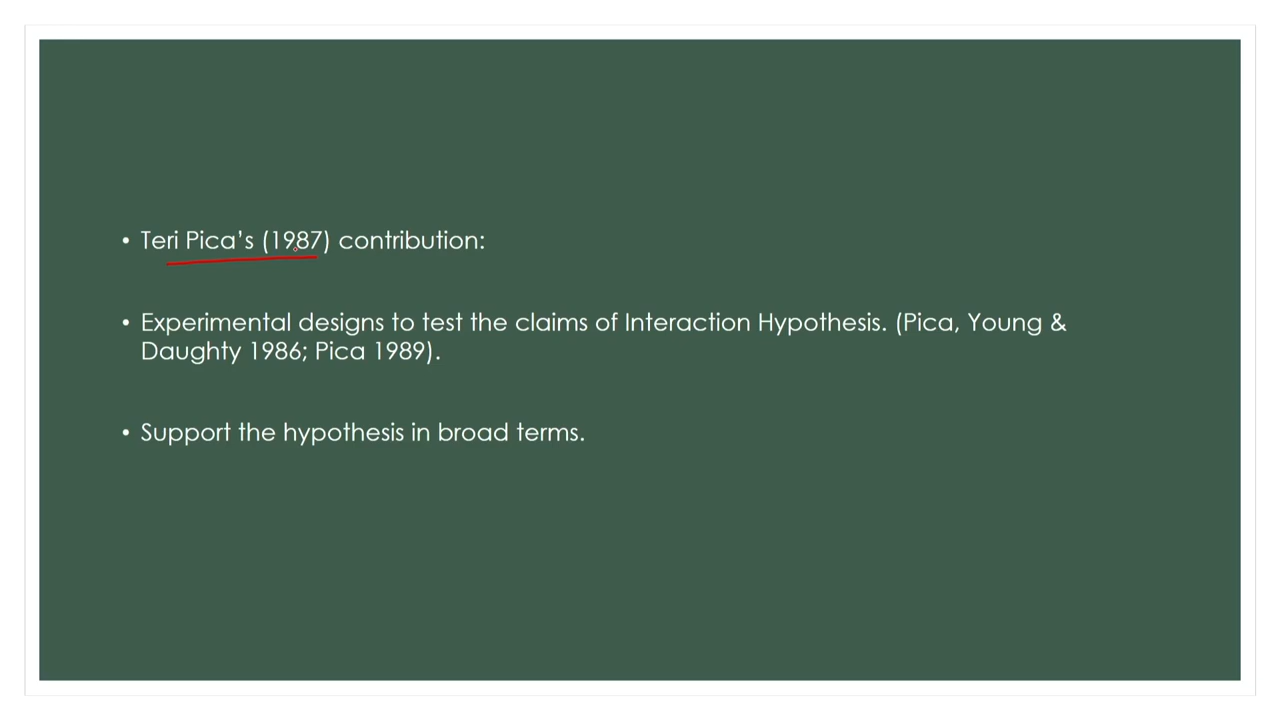 • Teri Pica's (1987) contribution:
• Experimental designs to test the claims of Interaction Hypothesis. (Pica, Young &
Daughty 1986; Pica 1989).
• Support the hypothesis in broad terms.